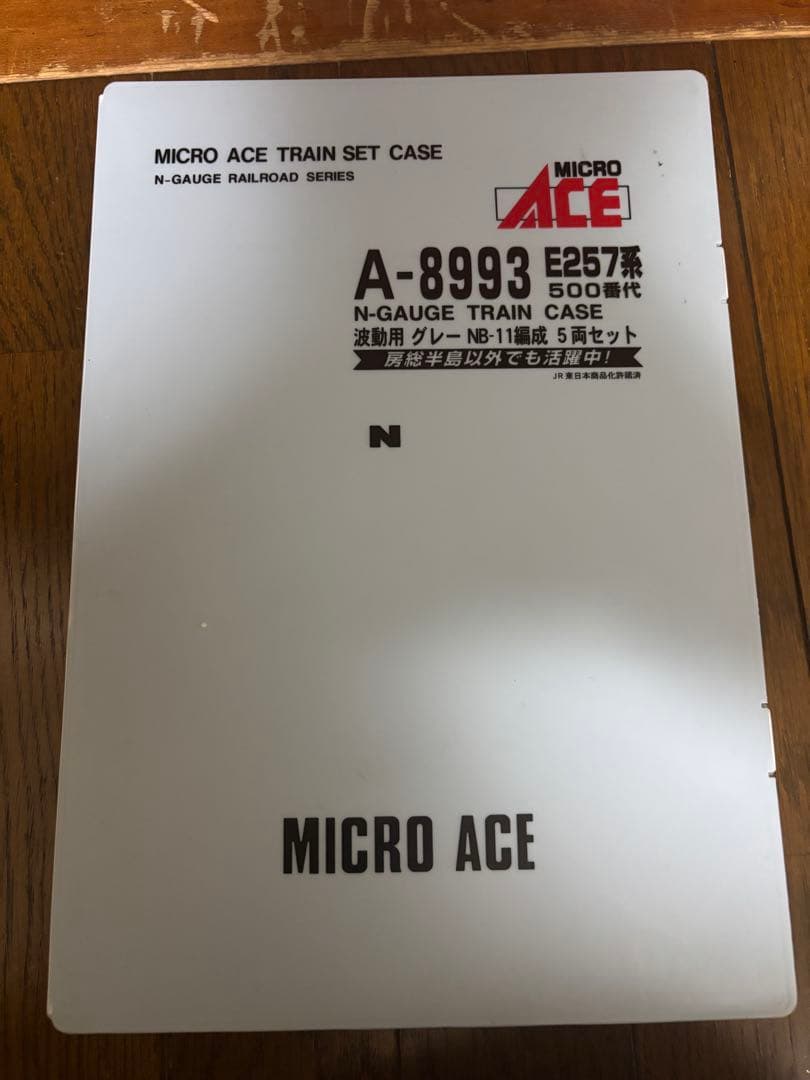 MICRO ACE TRAIN SET CASE
N-GAUGE RAILROAD SERIES
MICRO
ACE
A-8993 E257系
500番代
N-GAUGE TRAIN CASE
波動用 グレー NB-11編成 5両セット
房総半島以外でも活躍中!
JR東日本商品化許諾済
N
MICRO ACE